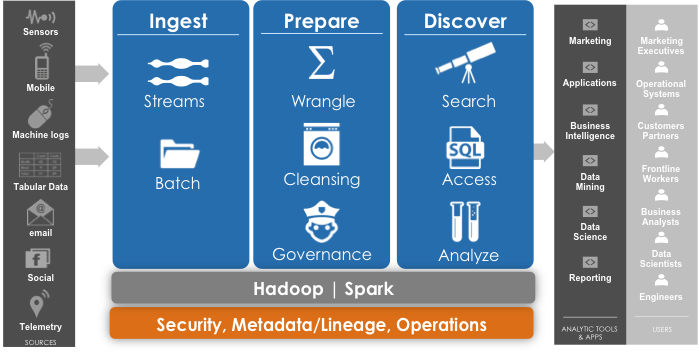 Sensors
Mobile
Machine logs
Tabular Data
email
Social
Telemetry
SOURCES
Ingest
Streams
Batch
Prepare
Wrangle
Cleansing
Governance
Discover
Search
SQL
Access
Analyze
Hadoop | Spark
Security, Metadata/Lineage, Operations
Marketing
Applications
Business
Intelligence
Data
Mining
Data
Science
Reporting
ANALYTIC TOOLS
& APPS
Marketing
Executives
Operational
Systems
Customers
Partners
Frontline
Workers
Business
Analysts
Data
Scientists
Engineers
USERS